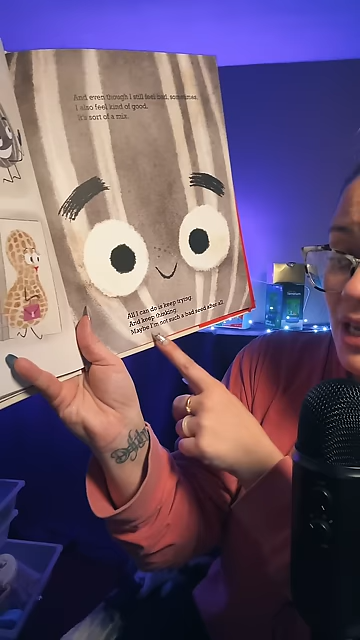 And even though I still feel bad, sometimes,
I also feel kind of good.
It's sort of a mix.
All I can do is keep trying.
And keep thinking.
Maybe I'm not such a bad seed after all.